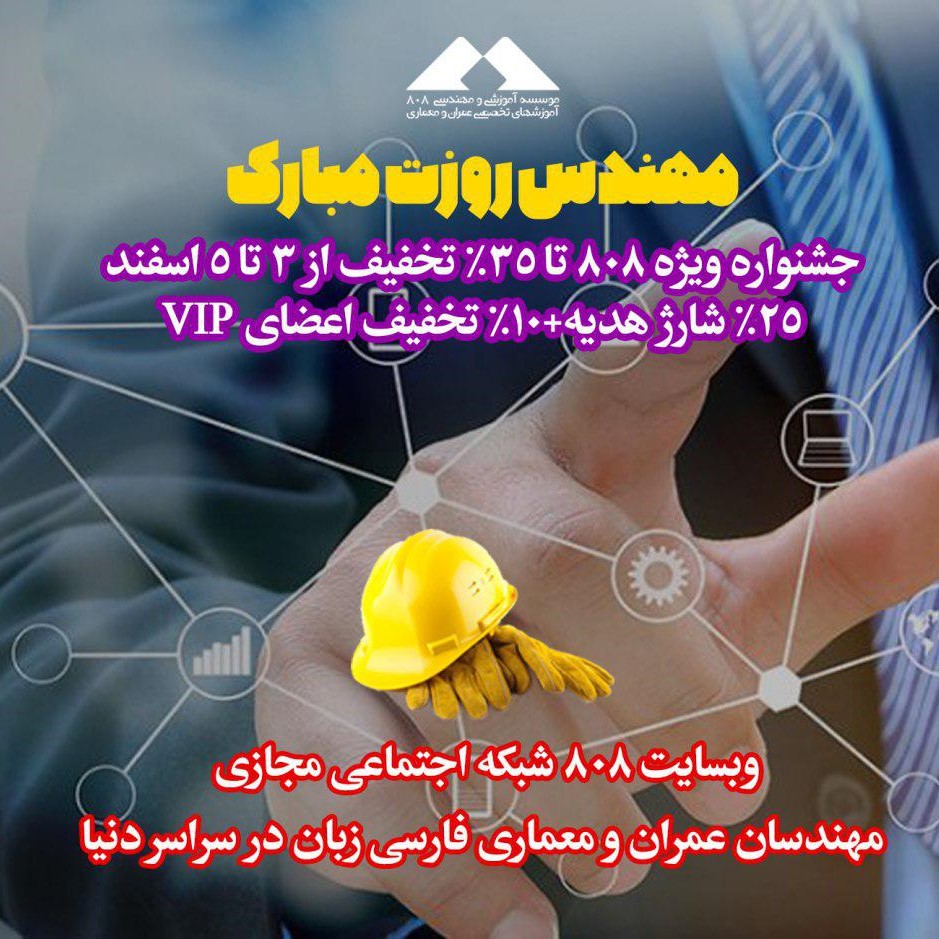 موسسه آموزشی و مهندسی ۸۰۸
آموزشهای تخصصی عمران و معماری
مهندس روزت مبارک
جشنواره ویژه ۸۰۸ تا ۳۵٪ تخفیف از ۳ تا ۵ اسفند
۲۵٪ شارژ هدیه+۱۰٪ تخفیف اعضای VIP
وبسایت ۸۰۸ شبکه اجتماعی مجازی
مهندسان عمران و معماری فارسی زبان در سراسر دنیا